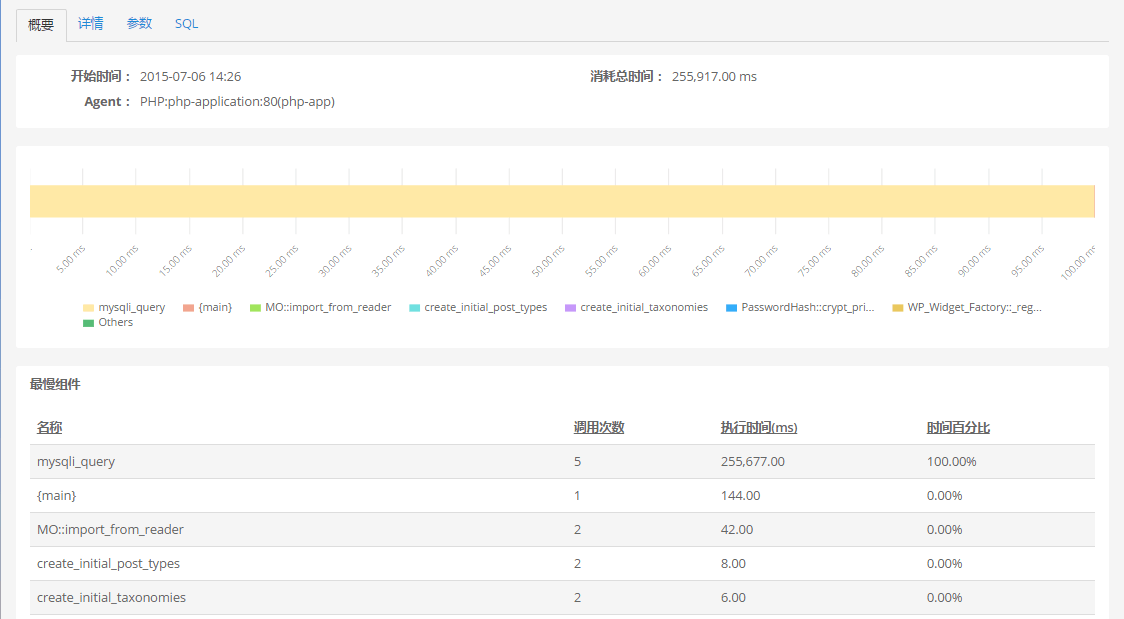 概要 详情 参数 SQL
开始时间： 2015-07-06 14:26 消耗总时间： 255,917.00 ms
Agent： PHP:php-application:80(php-app)
5.00 ms 10.00 ms 15.00 ms 20.00 ms 25.00 ms 30.00 ms 35.00 ms 40.00 ms 45.00 ms 50.00 ms 55.00 ms 60.00 ms 65.00 ms 70.00 ms 75.00 ms 80.00 ms 85.00 ms 90.00 ms 95.00 ms 100.00 ms
mysqli_query {main} MO::import_from_reader create_initial_post_types create_initial_taxonomies PasswordHash::crypt_pri... WP_Widget_Factory::_reg...
Others
最慢组件
名称 调用次数 执行时间(ms) 时间百分比
mysqli_query 5 255,677.00 100.00%
{main} 1 144.00 0.00%
MO::import_from_reader 2 42.00 0.00%
create_initial_post_types 2 8.00 0.00%
create_initial_taxonomies 2 6.00 0.00%